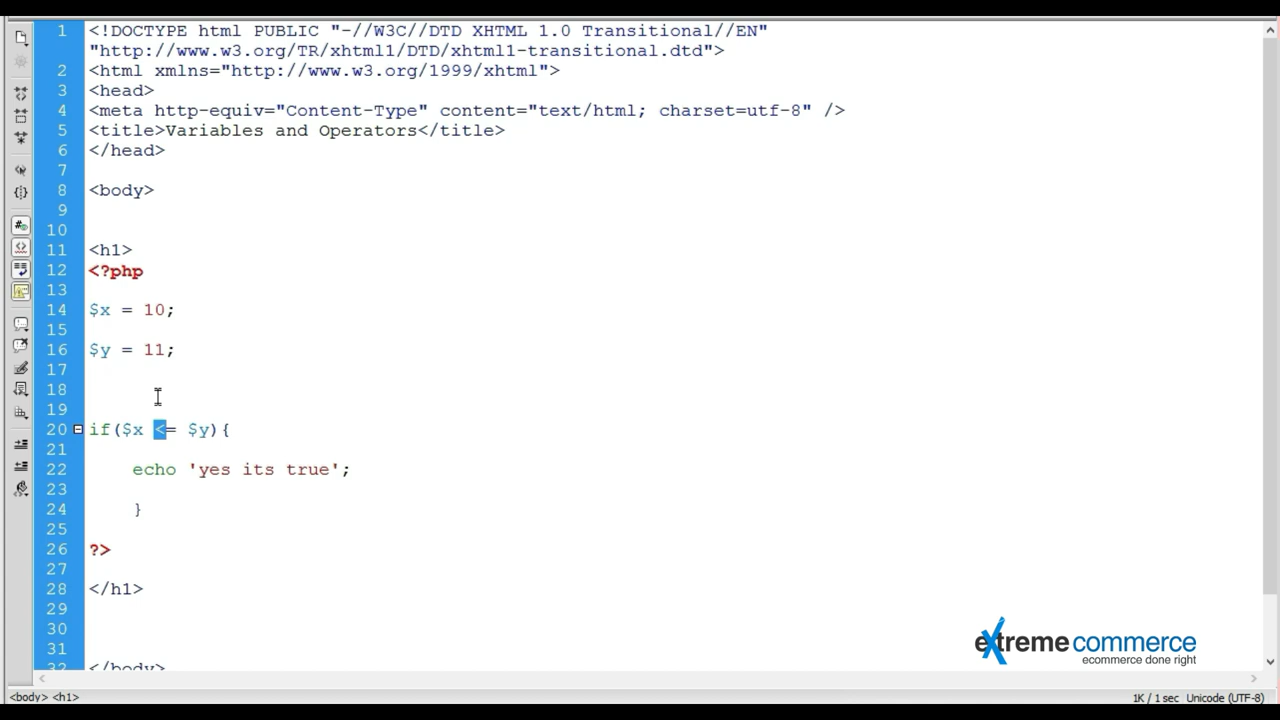 1 <!DOCTYPE html PUBLIC "-//W3C//DTD XHTML 1.0 Transitional//EN"
"http://www.w3.org/TR/xhtml1/DTD/xhtml1-transitional.dtd">
2 <html xmlns="http://www.w3.org/1999/xhtml">
3 <head>
4 <meta http-equiv="Content-Type" content="text/html; charset=utf-8" />
5 <title>Variables and Operators</title>
6 </head>
7
8 <body>
9
10
11 <h1>
12 <?php
13
14 $x = 10;
15
16 $y = 11;
17
18
19
20 if($x <= $y){
21
22 echo 'yes its true';
23
24 }
25
26 ?>
27
28 </h1>
29
30
31
32 </body>
extreme commerce
ecommerce done right
<body> <h1> 1K / 1 sec Unicode (UTF-8)